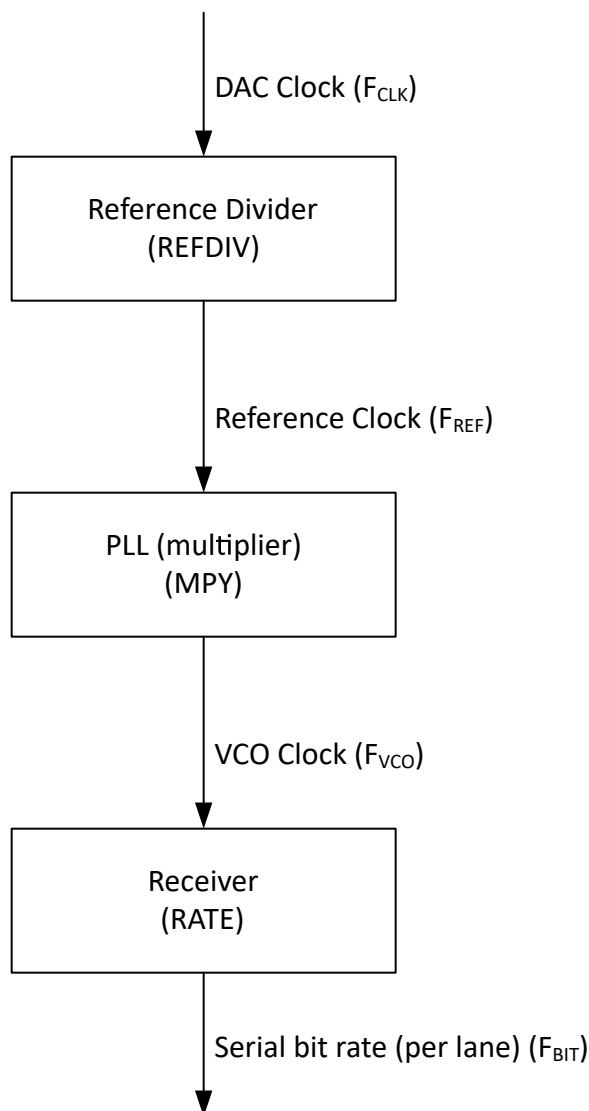 DAC Clock (FCLK)
Reference Divider
(REFDIV)
Reference Clock (FREF)
PLL (multiplier)
(MPY)
VCO Clock (FVCO)
Receiver
(RATE)
Serial bit rate (per lane) (FBIT)